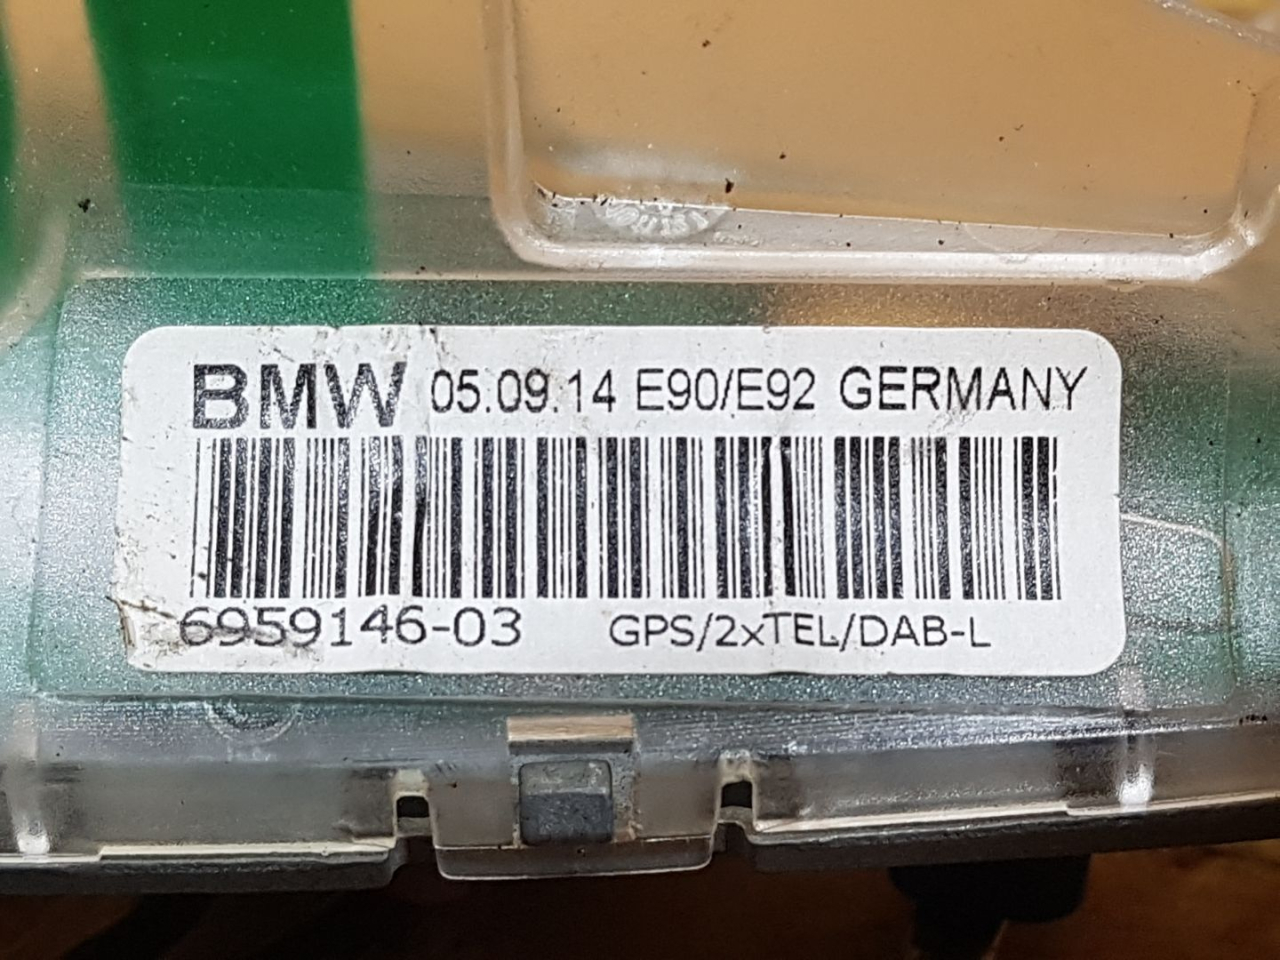 BMW 05.09.14 E90/E92 GERMANY
6959146-03 GPS/2xTEL/DAB-L